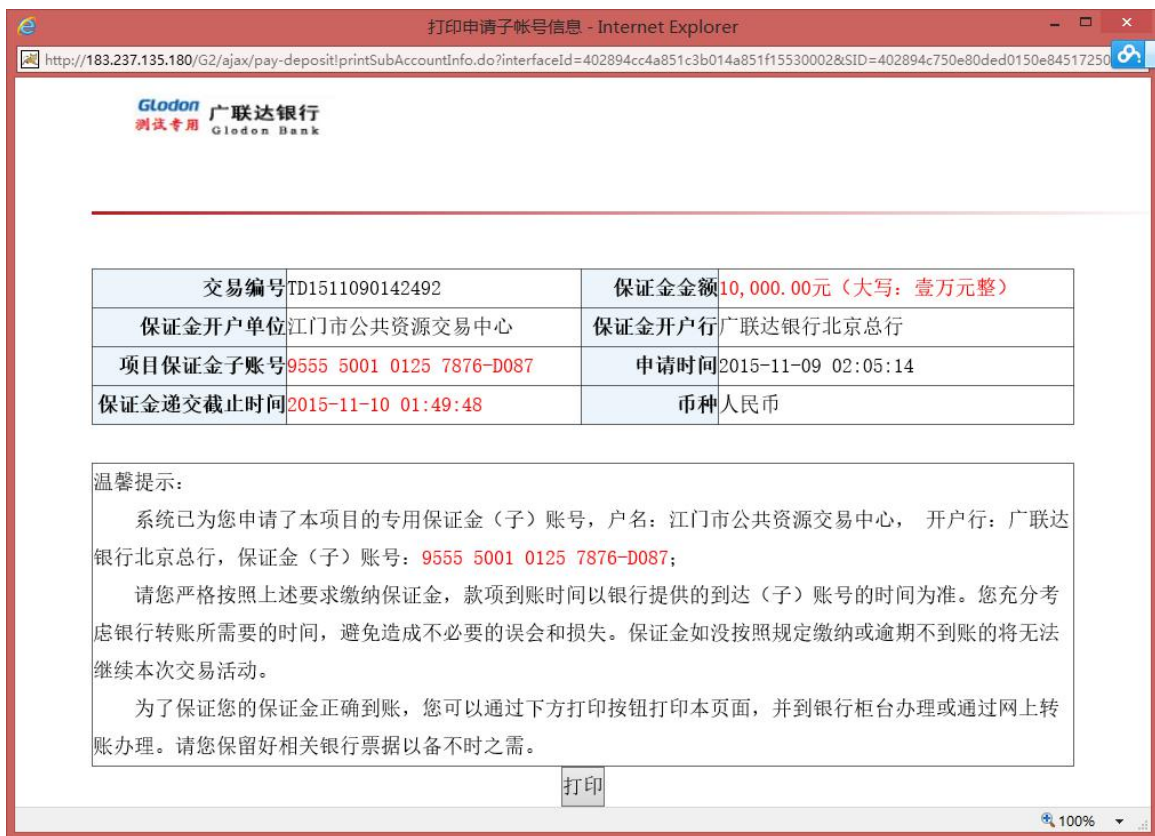 打印申请子帐号信息 - Internet Explorer
http://183.237.135.180/G2/ajax/pay-deposit!printSubAccountInfo.do?interfaceId=402894cc4a851c3b014a851f15530002&SID=402894c750e80ded0150e84517250
Glodon 广联达银行
测试专用 Glodon Bank
交易编号 TD1511090142492 保证金金额 10,000.00元（大写：壹万元整）
保证金开户单位 江门市公共资源交易中心 保证金开户行 广联达银行北京总行
项目保证金子账号 9555 5001 0125 7876-D087 申请时间 2015-11-09 02:05:14
保证金递交截止时间 2015-11-10 01:49:48 币种 人民币
温馨提示：
系统已为您申请了本项目的专用保证金（子）账号，户名：江门市公共资源交易中心， 开户行：广联达
银行北京总行，保证金（子）账号：9555 5001 0125 7876-D087；
请您严格按照上述要求缴纳保证金，款项到账时间以银行提供的到达（子）账号的时间为准。您充分考
虑银行转账所需要的时间，避免造成不必要的误会和损失。保证金如没按照规定缴纳或逾期不到账的将无法
继续本次交易活动。
为了保证您的保证金正确到账，您可以通过下方打印按钮打印本页面，并到银行柜台办理或通过网上转
账办理。请您保留好相关银行票据以备不时之需。
打印
100%